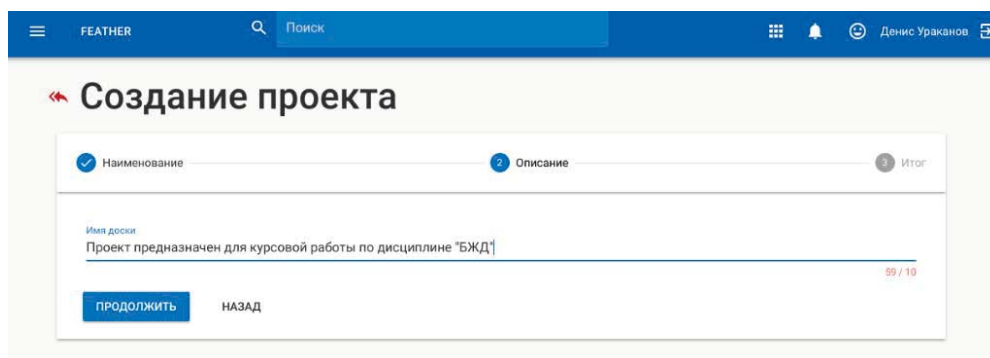 FEATHER
Поиск
Денис Ураканов
Создание проекта
Наименование
2 Описание
3 Итог
Имя доски
Проект предназначен для курсовой работы по дисциплине "БЖД"
59 / 10
ПРОДОЛЖИТЬ НАЗАД